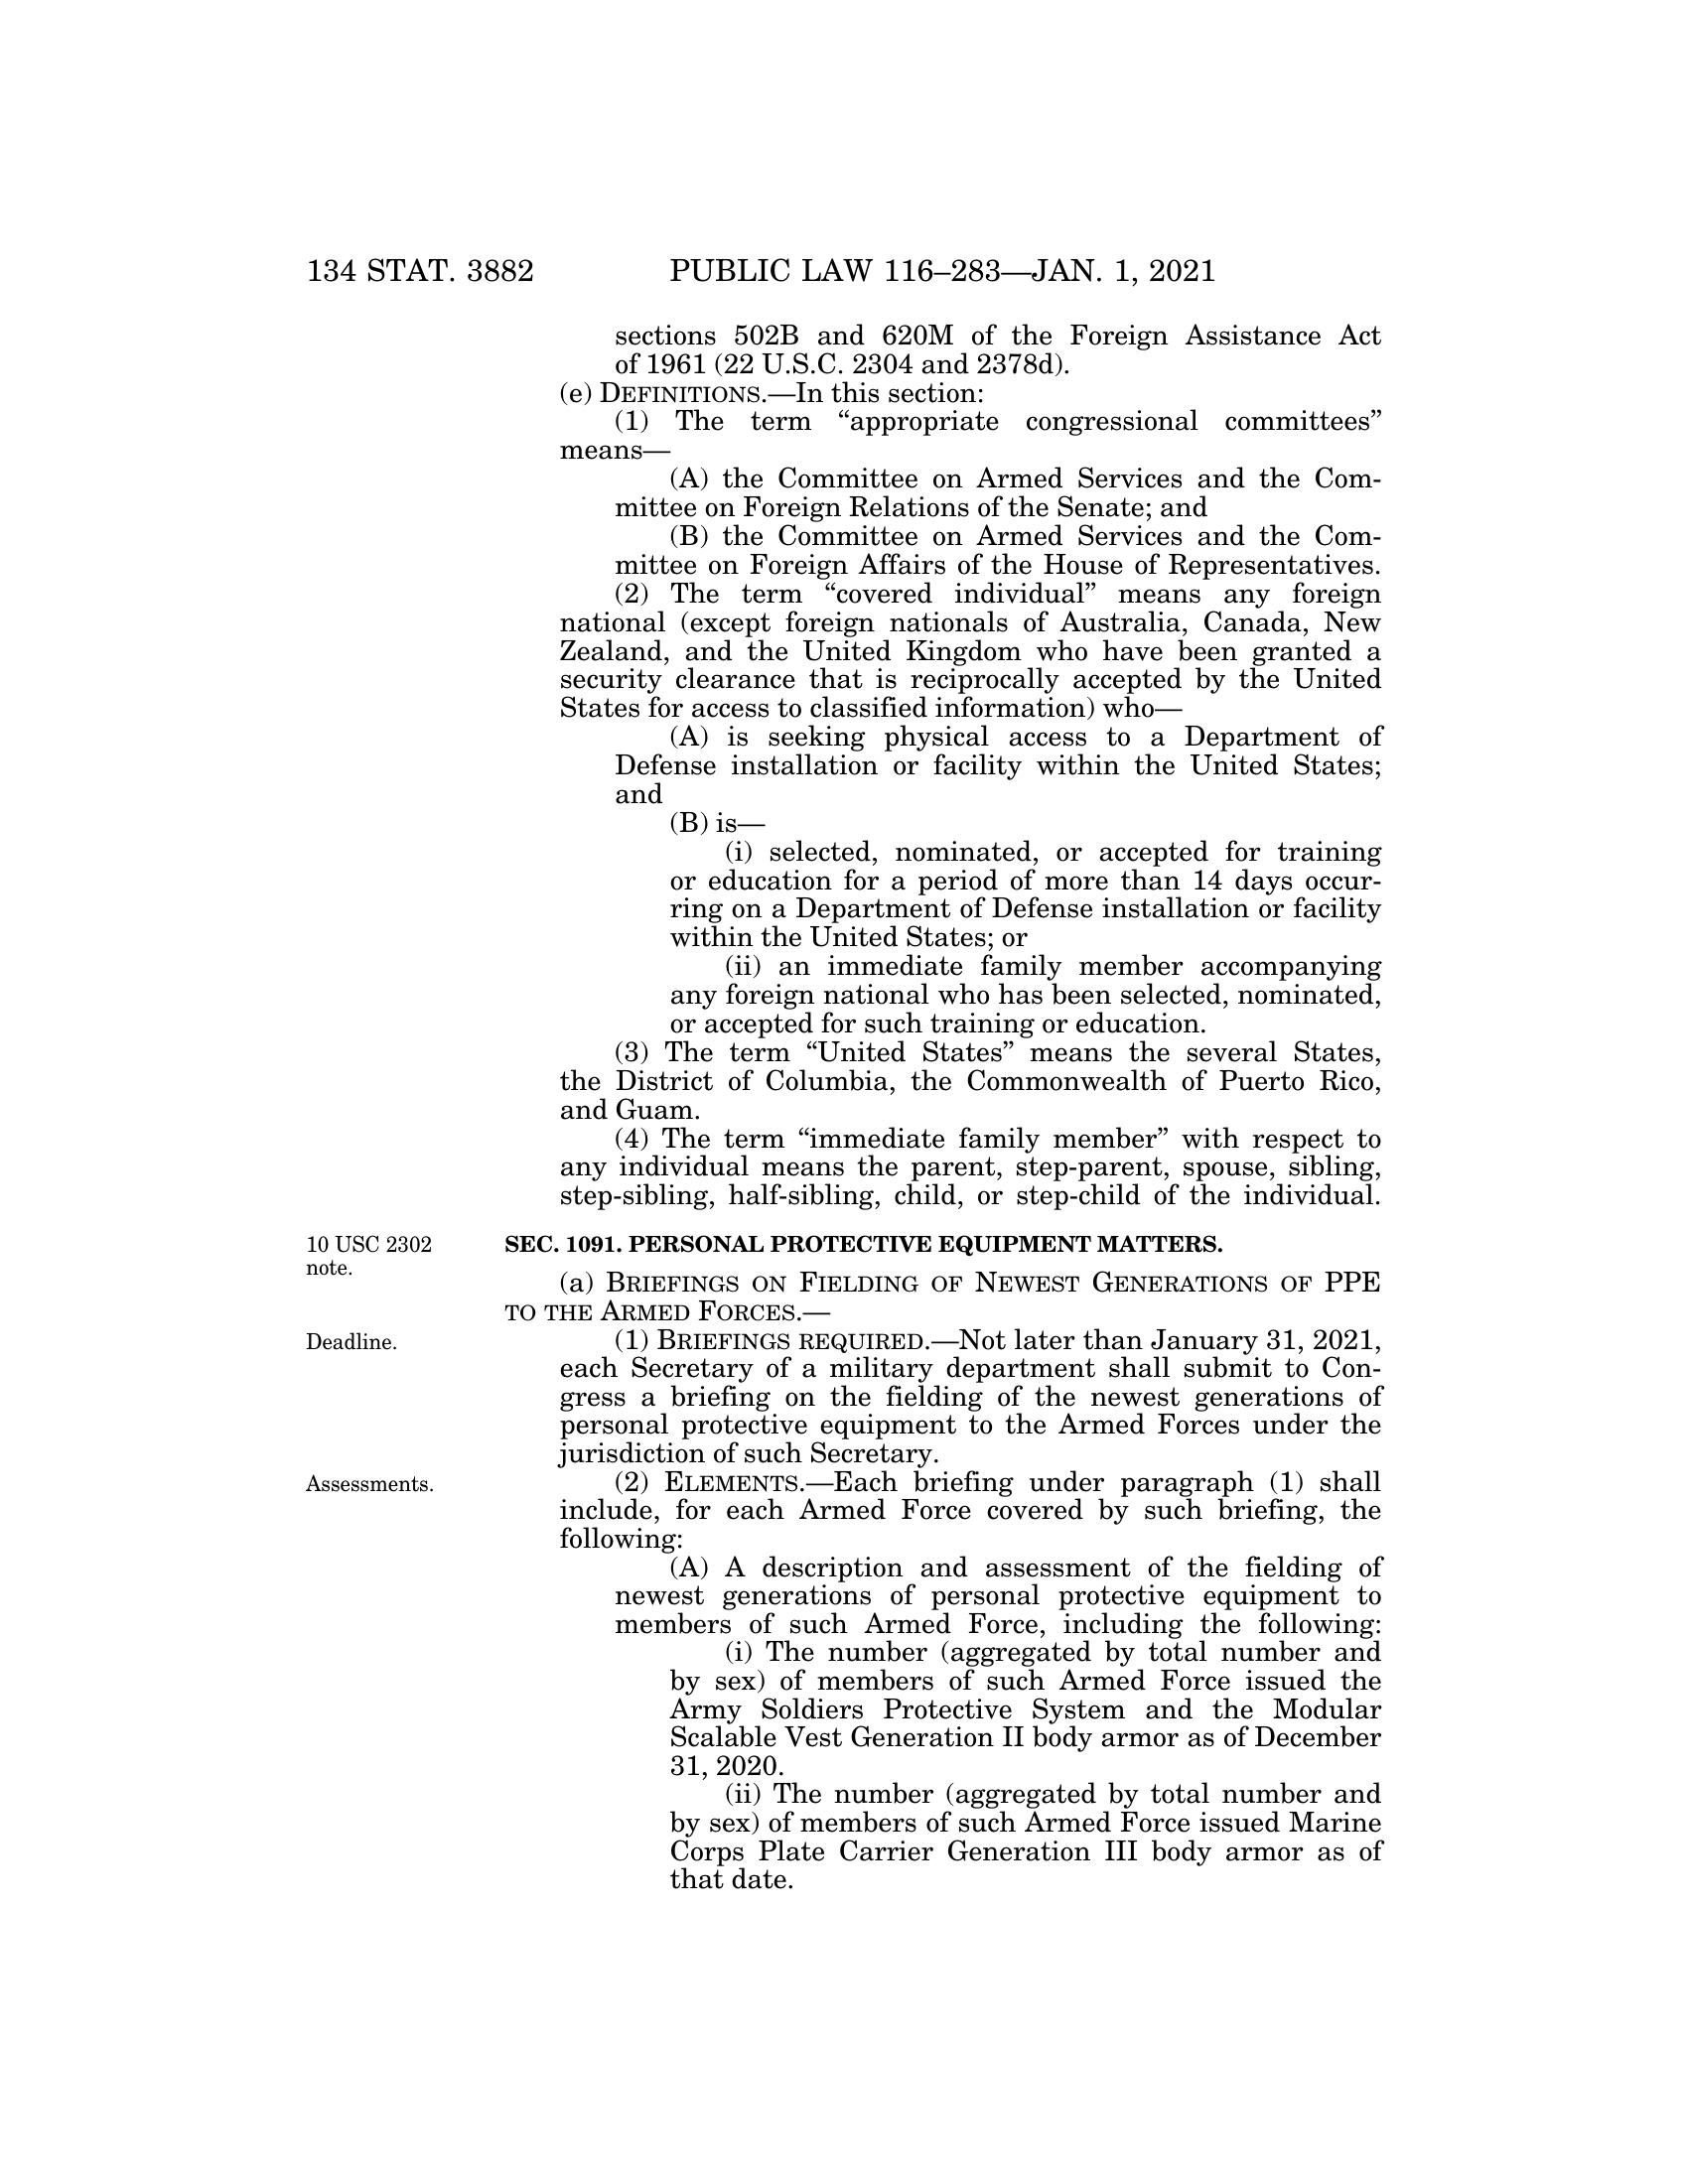 134 STAT. 3882 PUBLIC LAW 116–283—JAN. 1, 2021
sections 502B and 620M of the Foreign Assistance Act
of 1961 (22 U.S.C. 2304 and 2378d).
(e) DEFINITIONS.—In this section:
(1) The term “appropriate congressional committees”
means—
(A) the Committee on Armed Services and the Com-
mittee on Foreign Relations of the Senate; and
(B) the Committee on Armed Services and the Com-
mittee on Foreign Affairs of the House of Representatives.
(2) The term “covered individual” means any foreign
national (except foreign nationals of Australia, Canada, New
Zealand, and the United Kingdom who have been granted a
security clearance that is reciprocally accepted by the United
States for access to classified information) who—
(A) is seeking physical access to a Department of
Defense installation or facility within the United States;
and
(B) is—
(i) selected, nominated, or accepted for training
or education for a period of more than 14 days occur-
ring on a Department of Defense installation or facility
within the United States; or
(ii) an immediate family member accompanying
any foreign national who has been selected, nominated,
or accepted for such training or education.
(3) The term “United States” means the several States,
the District of Columbia, the Commonwealth of Puerto Rico,
and Guam.
(4) The term “immediate family member” with respect to
any individual means the parent, step-parent, spouse, sibling,
step-sibling, half-sibling, child, or step-child of the individual.
10 USC 2302
note.
SEC. 1091. PERSONAL PROTECTIVE EQUIPMENT MATTERS.
(a) BRIEFINGS ON FIELDING OF NEWEST GENERATIONS OF PPE
TO THE ARMED FORCES.—
Deadline.
(1) BRIEFINGS REQUIRED.—Not later than January 31, 2021,
each Secretary of a military department shall submit to Con-
gress a briefing on the fielding of the newest generations of
personal protective equipment to the Armed Forces under the
jurisdiction of such Secretary.
Assessments.
(2) ELEMENTS.—Each briefing under paragraph (1) shall
include, for each Armed Force covered by such briefing, the
following:
(A) A description and assessment of the fielding of
newest generations of personal protective equipment to
members of such Armed Force, including the following:
(i) The number (aggregated by total number and
by sex) of members of such Armed Force issued the
Army Soldiers Protective System and the Modular
Scalable Vest Generation II body armor as of December
31, 2020.
(ii) The number (aggregated by total number and
by sex) of members of such Armed Force issued Marine
Corps Plate Carrier Generation III body armor as of
that date.